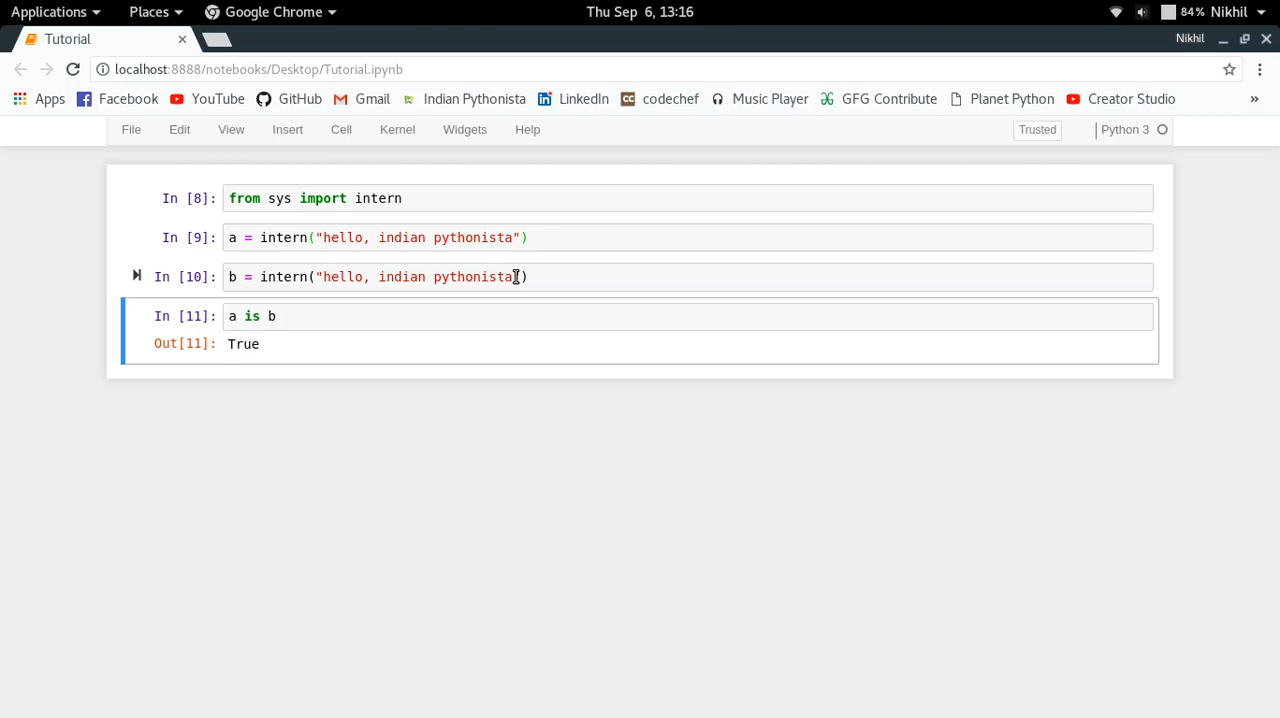 Applications Places Google Chrome Thu Sep 6, 13:16 84% Nikhil
Tutorial Nikhil
localhost:8888/notebooks/Desktop/Tutorial.ipynb
Apps Facebook YouTube GitHub Gmail Indian Pythonista LinkedIn CC codechef Music Player GFG Contribute Planet Python Creator Studio »
File Edit View Insert Cell Kernel Widgets Help Trusted Python 3
In [8]: from sys import intern
In [9]: a = intern("hello, indian pythonista")
In [10]: b = intern("hello, indian pythonista")
In [11]: a is b
Out[11]: True